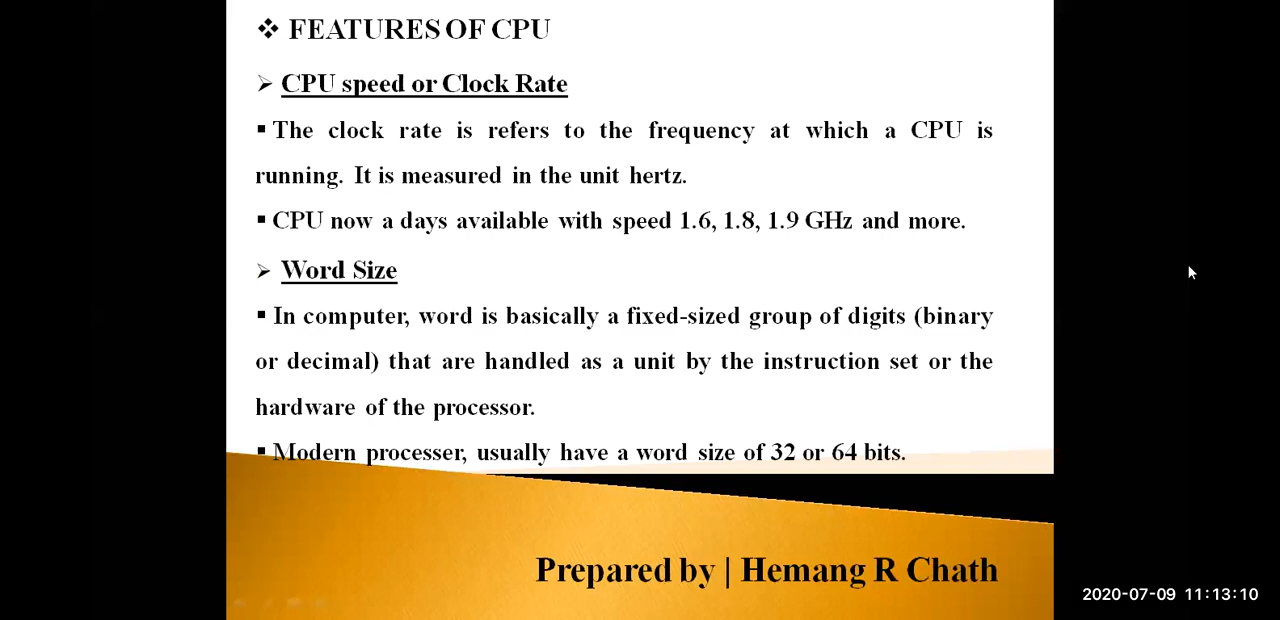 ❖ FEATURES OF CPU
➢ CPU speed or Clock Rate
▪ The clock rate is refers to the frequency at which a CPU is
running. It is measured in the unit hertz.
▪ CPU now a days available with speed 1.6, 1.8, 1.9 GHz and more.
➢ Word Size
▪ In computer, word is basically a fixed-sized group of digits (binary
or decimal) that are handled as a unit by the instruction set or the
hardware of the processor.
▪ Modern processer, usually have a word size of 32 or 64 bits.
Prepared by | Hemang R Chath
2020-07-09 11:13:10